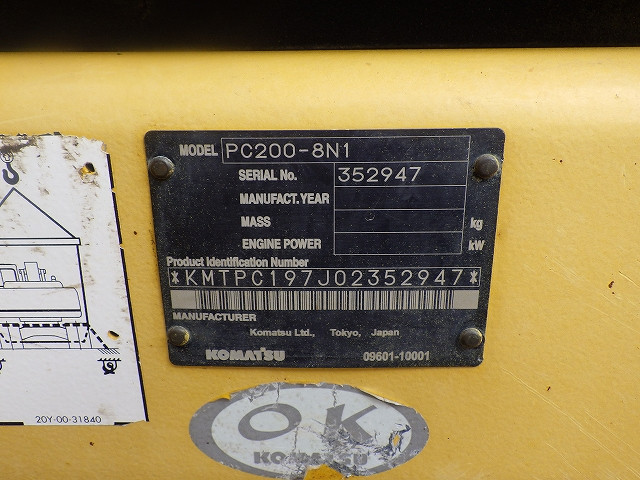 MODEL PC200-8N1
SERIAL No. 352947
MANUFACT.YEAR
MASS kg
ENGINE POWER kW
Product Identification Number
*KMTPC197J02352947*
MANUFACTURER
Komatsu Ltd., Tokyo, Japan
KOMATSU 09601-10001
20Y-00-31840
OK
KOMATSU